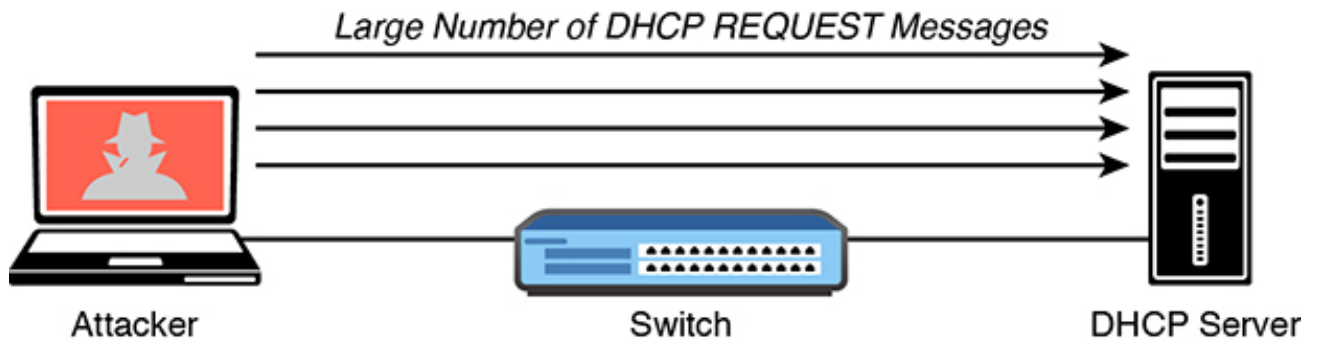 Large Number of DHCP REQUEST Messages
Attacker
Switch
DHCP Server